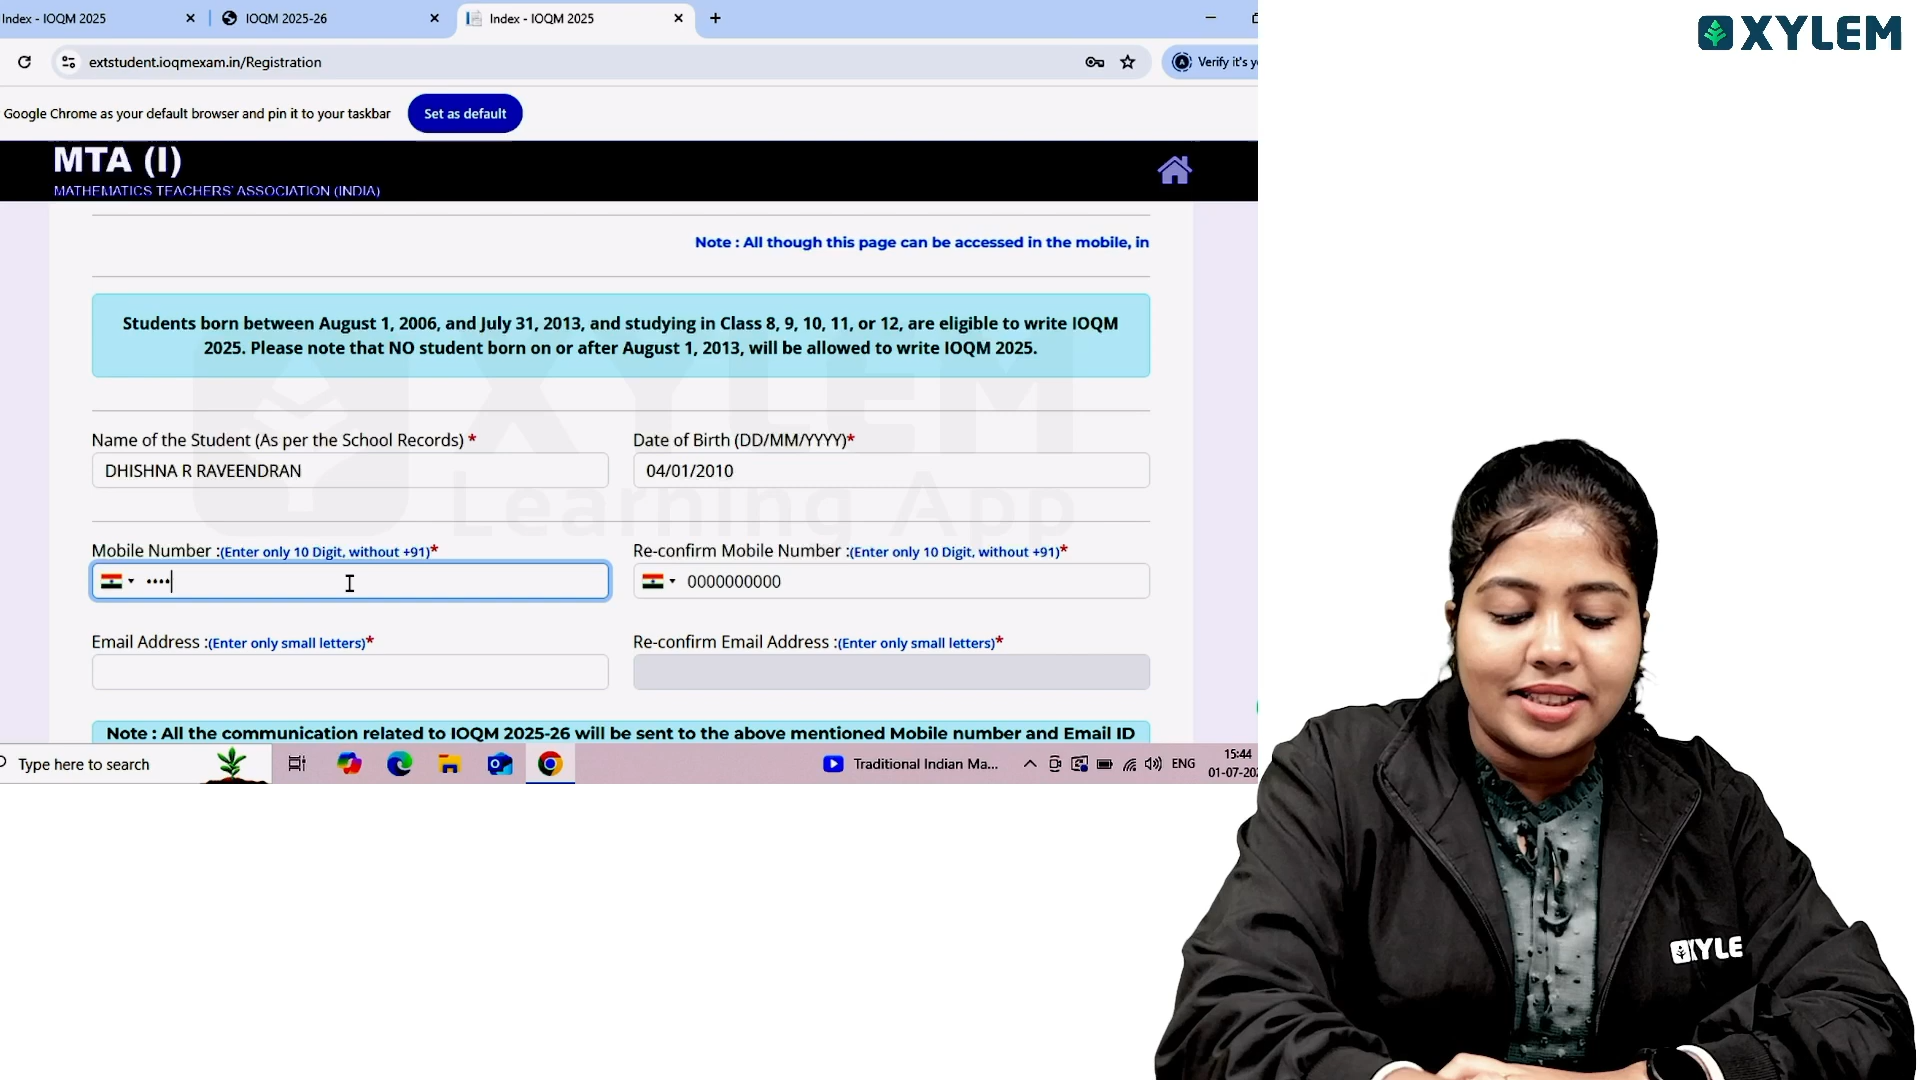 Index - IOQM 2025
IOQM 2025-26
Index - IOQM 2025
XYLEM
extstudent.ioqmexam.in/Registration
Verify it's y
Google Chrome as your default browser and pin it to your taskbar
Set as default
MTA (I)
MATHEMATICS TEACHERS' ASSOCIATION (INDIA)
Note : All though this page can be accessed in the mobile, in
Students born between August 1, 2006, and July 31, 2013, and studying in Class 8, 9, 10, 11, or 12, are eligible to write IOQM
2025. Please note that NO student born on or after August 1, 2013, will be allowed to write IOQM 2025.
XYLEM
Learning App
Name of the Student (As per the School Records) *
Date of Birth (DD/MM/YYYY)*
DHISHNA R RAVEENDRAN
04/01/2010
Mobile Number :(Enter only 10 Digit, without +91)*
Re-confirm Mobile Number :(Enter only 10 Digit, without +91)*
••••
0000000000
Email Address :(Enter only small letters)*
Re-confirm Email Address :(Enter only small letters)*
Note : All the communication related to IOQM 2025-26 will be sent to the above mentioned Mobile number and Email ID
Type here to search
Traditional Indian Ma...
ENG
15:44
01-07-202
XYLE